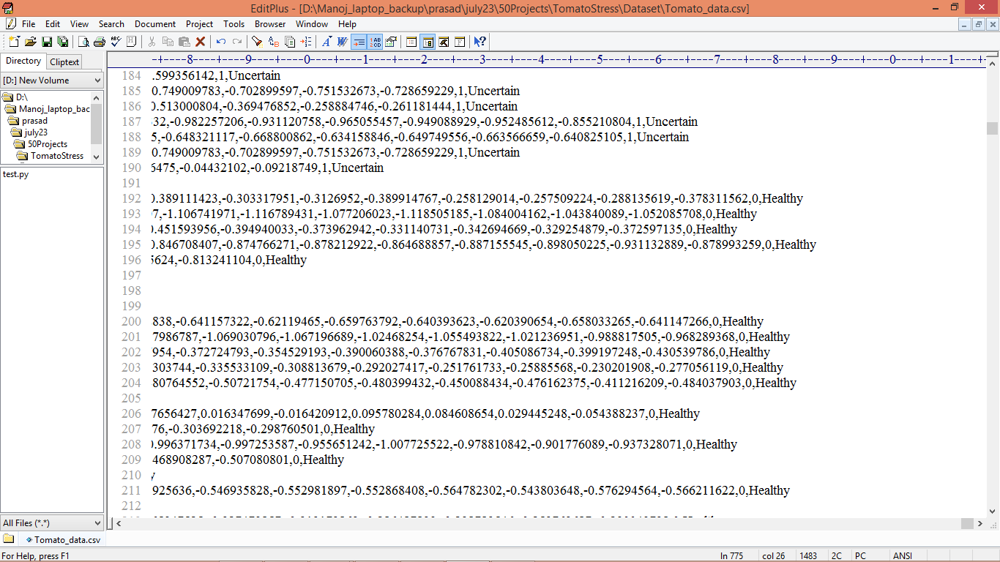 EditPlus - [D:\Manoj_laptop_backup\prasad\july23\50Projects\TomatoStress\Dataset\Tomato_data.csv]
File Edit View Search Document Project Tools Browser Window Help
Directory Cliptext
[D:] New Volume
D:\
Manoj_laptop_bac
prasad
july23
50Projects
TomatoStress
test.py
All Files (*.*)
--+----8----+----9----+----0----+----1----+----2----+----3----+----4----+----5----+----6----+----7----+----8----+----9----+----0----+----1----+
184 .599356142,1,Uncertain
185 0.749009783,-0.702899597,-0.751532673,-0.728659229,1,Uncertain
186 0.513000804,-0.369476852,-0.258884746,-0.261181444,1,Uncertain
187 332,-0.982257206,-0.931120758,-0.965055457,-0.949088929,-0.952485612,-0.855210804,1,Uncertain
188 5,-0.648321117,-0.668800862,-0.634158846,-0.649749556,-0.663566659,-0.640825105,1,Uncertain
189 0.749009783,-0.702899597,-0.751532673,-0.728659229,1,Uncertain
190 6475,-0.04432102,-0.09218749,1,Uncertain
191
192 0.389111423,-0.303317951,-0.3126952,-0.389914767,-0.258129014,-0.257509224,-0.288135619,-0.378311562,0,Healthy
193 97,-1.106741971,-1.116789431,-1.077206023,-1.118505185,-1.084004162,-1.043840089,-1.052085708,0,Healthy
194 0.451593956,-0.394940033,-0.373962942,-0.331140731,-0.342694669,-0.329254879,-0.372597135,0,Healthy
195 0.846708407,-0.874766271,-0.878212922,-0.864688857,-0.887155545,-0.898050225,-0.931132889,-0.878993259,0,Healthy
196 5624,-0.813241104,0,Healthy
197
198
199
200 838,-0.641157322,-0.62119465,-0.659763792,-0.640393623,-0.620390654,-0.658033265,-0.641147266,0,Healthy
201 7986787,-1.069030796,-1.067196689,-1.02468254,-1.055493822,-1.021236951,-0.988817505,-0.968289368,0,Healthy
202 954,-0.372724793,-0.354529193,-0.390060388,-0.376767831,-0.405086734,-0.399197248,-0.430539786,0,Healthy
203 303744,-0.335533109,-0.308813679,-0.292027417,-0.251761733,-0.25885568,-0.230201908,-0.277056119,0,Healthy
204 80764552,-0.50721754,-0.477150705,-0.480399432,-0.450088434,-0.476162375,-0.411216209,-0.484037903,0,Healthy
205
206 7656427,0.016347699,-0.016420912,0.095780284,0.084608654,0.029445248,-0.054388237,0,Healthy
207 76,-0.303692218,-0.298760501,0,Healthy
208 0.996371734,-0.997253587,-0.955651242,-1.007725522,-0.978810842,-0.901776089,-0.937328071,0,Healthy
209 468908287,-0.507080801,0,Healthy
210 y
211 925636,-0.546935828,-0.552981897,-0.552868408,-0.564782302,-0.543803648,-0.576294564,-0.566211622,0,Healthy
212
Tomato_data.csv
For Help, press F1 ln 775 col 26 1483 2C PC ANSI